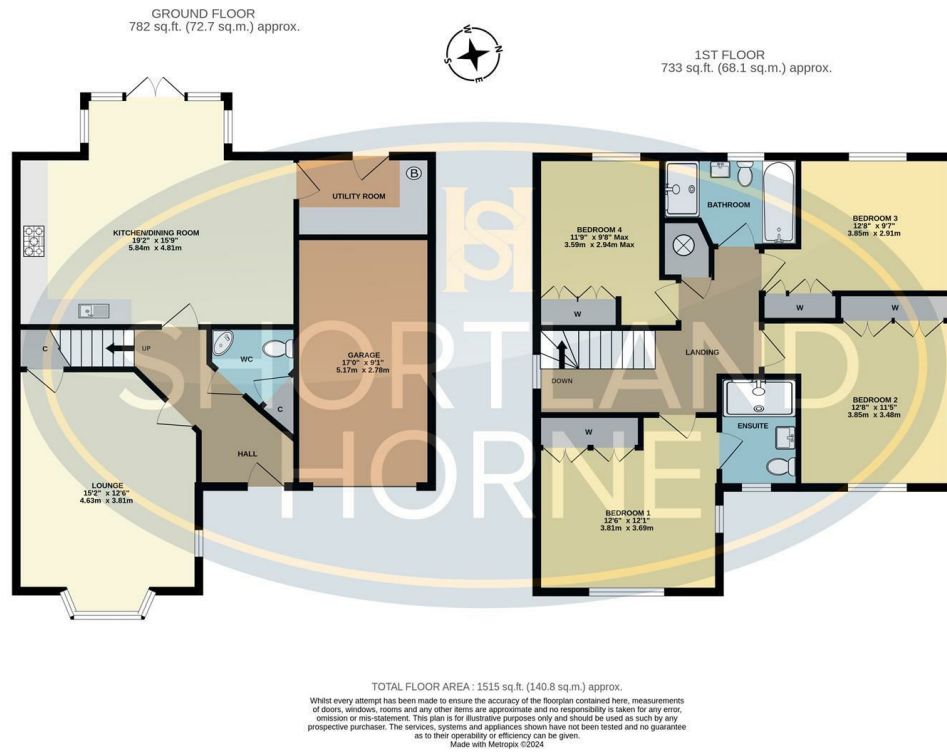 GROUND FLOOR
782 sq.ft. (72.7 sq.m.) approx.
1ST FLOOR
733 sq.ft. (68.1 sq.m.) approx.
W
N
S
E
B
UTILITY ROOM
KITCHEN/DINING ROOM
19'2" x 15'9"
5.84m x 4.81m
C
UP
WC
C
GARAGE
17'0" x 9'1"
5.17m x 2.78m
HALL
LOUNGE
15'2" x 12'6"
4.63m x 3.81m
BATHROOM
BEDROOM 4
11'9" x 9'8" Max
3.59m x 2.94m Max
BEDROOM 3
12'8" x 9'7"
3.85m x 2.91m
W
W
W
LANDING
DOWN
BEDROOM 2
12'8" x 11'5"
3.85m x 3.48m
ENSUITE
W
BEDROOM 1
12'6" x 12'1"
3.81m x 3.69m
SHORTLAND
HORNE
TOTAL FLOOR AREA : 1515 sq.ft. (140.8 sq.m.) approx.
Whilst every attempt has been made to ensure the accuracy of the floorplan contained here, measurements
of doors, windows, rooms and any other items are approximate and no responsibility is taken for any error,
omission or mis-statement. This plan is for illustrative purposes only and should be used as such by any
prospective purchaser. The services, systems and appliances shown have not been tested and no guarantee
as to their operability or efficiency can be given.
Made with Metropix ©2024